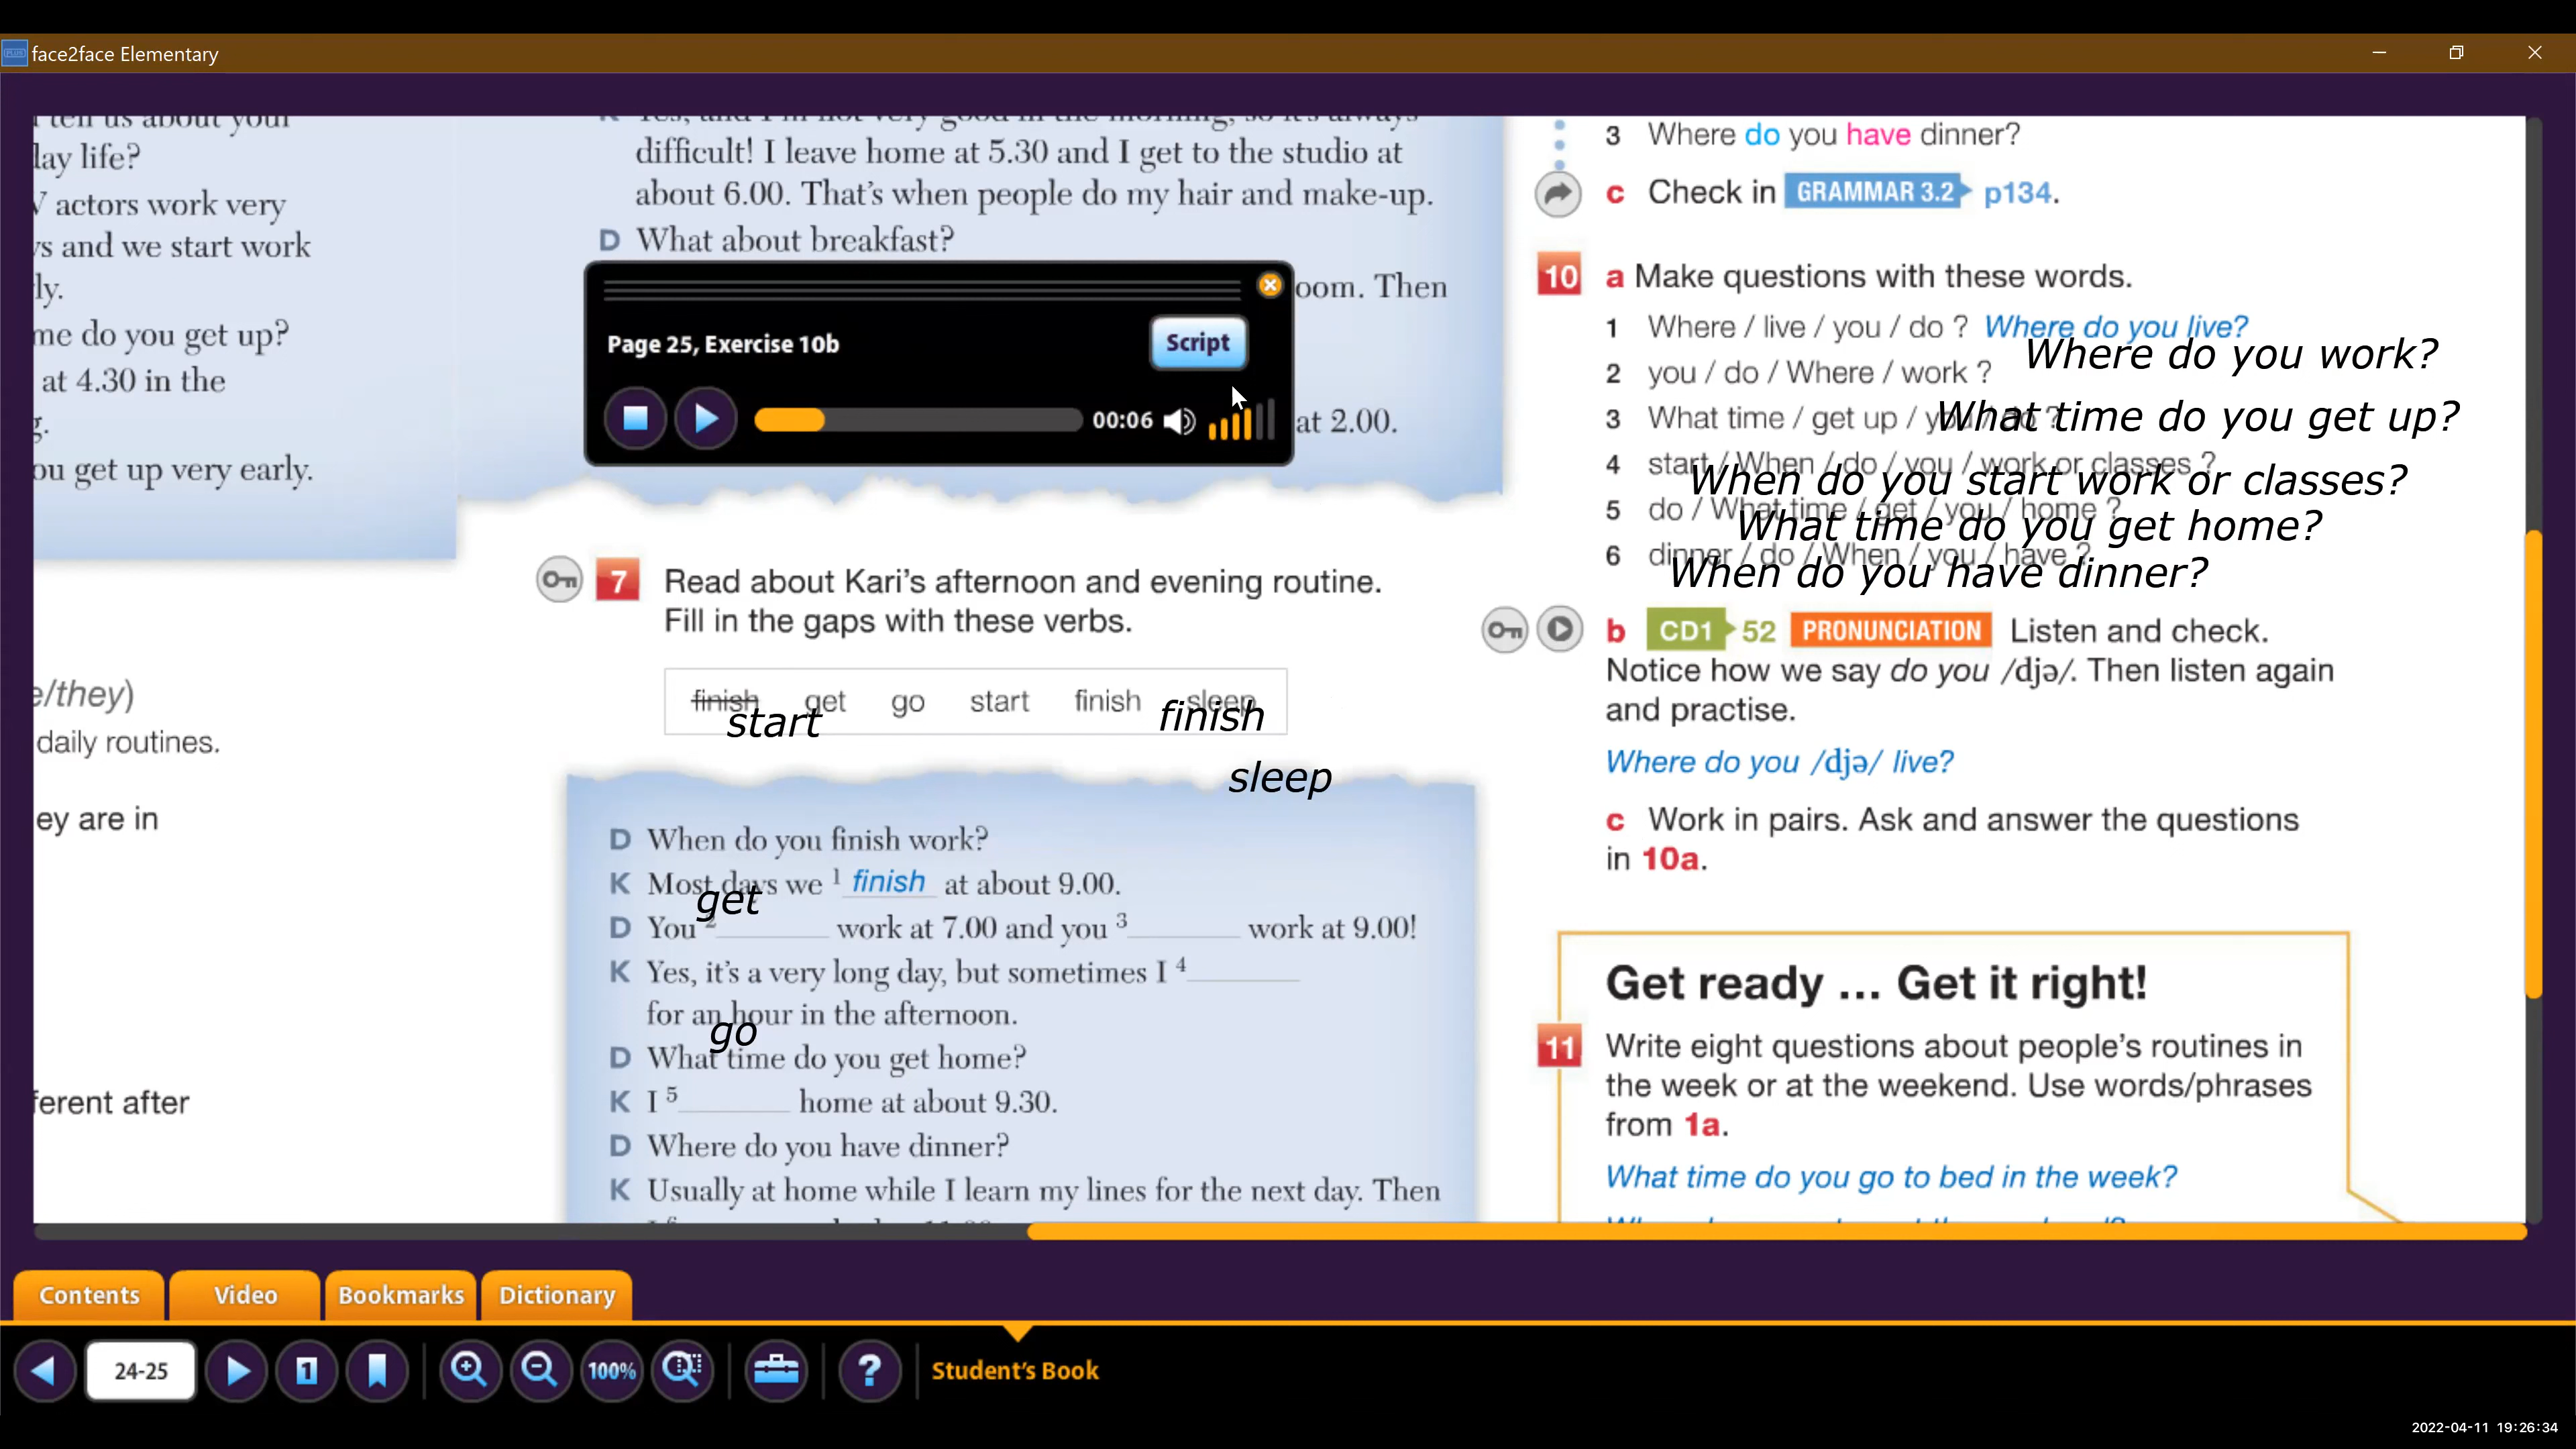 face2face Elementary
tell us about your
day life?
actors work very
and we start work
ly.
me do you get up?
at 4.30 in the
g.
ou get up very early.
e/they)
daily routines.
ey are in
ferent after
Yes, and I'm not very good in the morning, so it's always
difficult! I leave home at 5.30 and I get to the studio at
about 6.00. That's when people do my hair and make-up.
D What about breakfast?
oom. Then
at 2.00.
Page 25, Exercise 10b
Script
00:06
7 Read about Kari's afternoon and evening routine.
Fill in the gaps with these verbs.
finish get go start finish sleep
start
finish
sleep
D When do you finish work?
K Most days we 1 finish at about 9.00.
get
D You 2 work at 7.00 and you 3 work at 9.00!
K Yes, it's a very long day, but sometimes I 4
for an hour in the afternoon.
go
D What time do you get home?
K I 5 home at about 9.30.
D Where do you have dinner?
K Usually at home while I learn my lines for the next day. Then
3 Where do you have dinner?
c Check in GRAMMAR 3.2 p134.
10 a Make questions with these words.
1 Where / live / you / do ? Where do you live?
Where do you work?
2 you / do / Where / work ?
3 What time / get up / you / do ?
What time do you get up?
4 start / When / do / you / work or classes ?
When do you start work or classes?
5 do / What time / get / you / home ?
What time do you get home?
6 dinner / do / When / you / have ?
When do you have dinner?
b CD1 52 PRONUNCIATION Listen and check.
Notice how we say do you /djə/. Then listen again
and practise.
Where do you /djə/ live?
c Work in pairs. Ask and answer the questions
in 10a.
Get ready ... Get it right!
11 Write eight questions about people's routines in
the week or at the weekend. Use words/phrases
from 1a.
What time do you go to bed in the week?
Contents Video Bookmarks Dictionary
24-25 1 100% ? Student's Book
2022-04-11 19:26:34